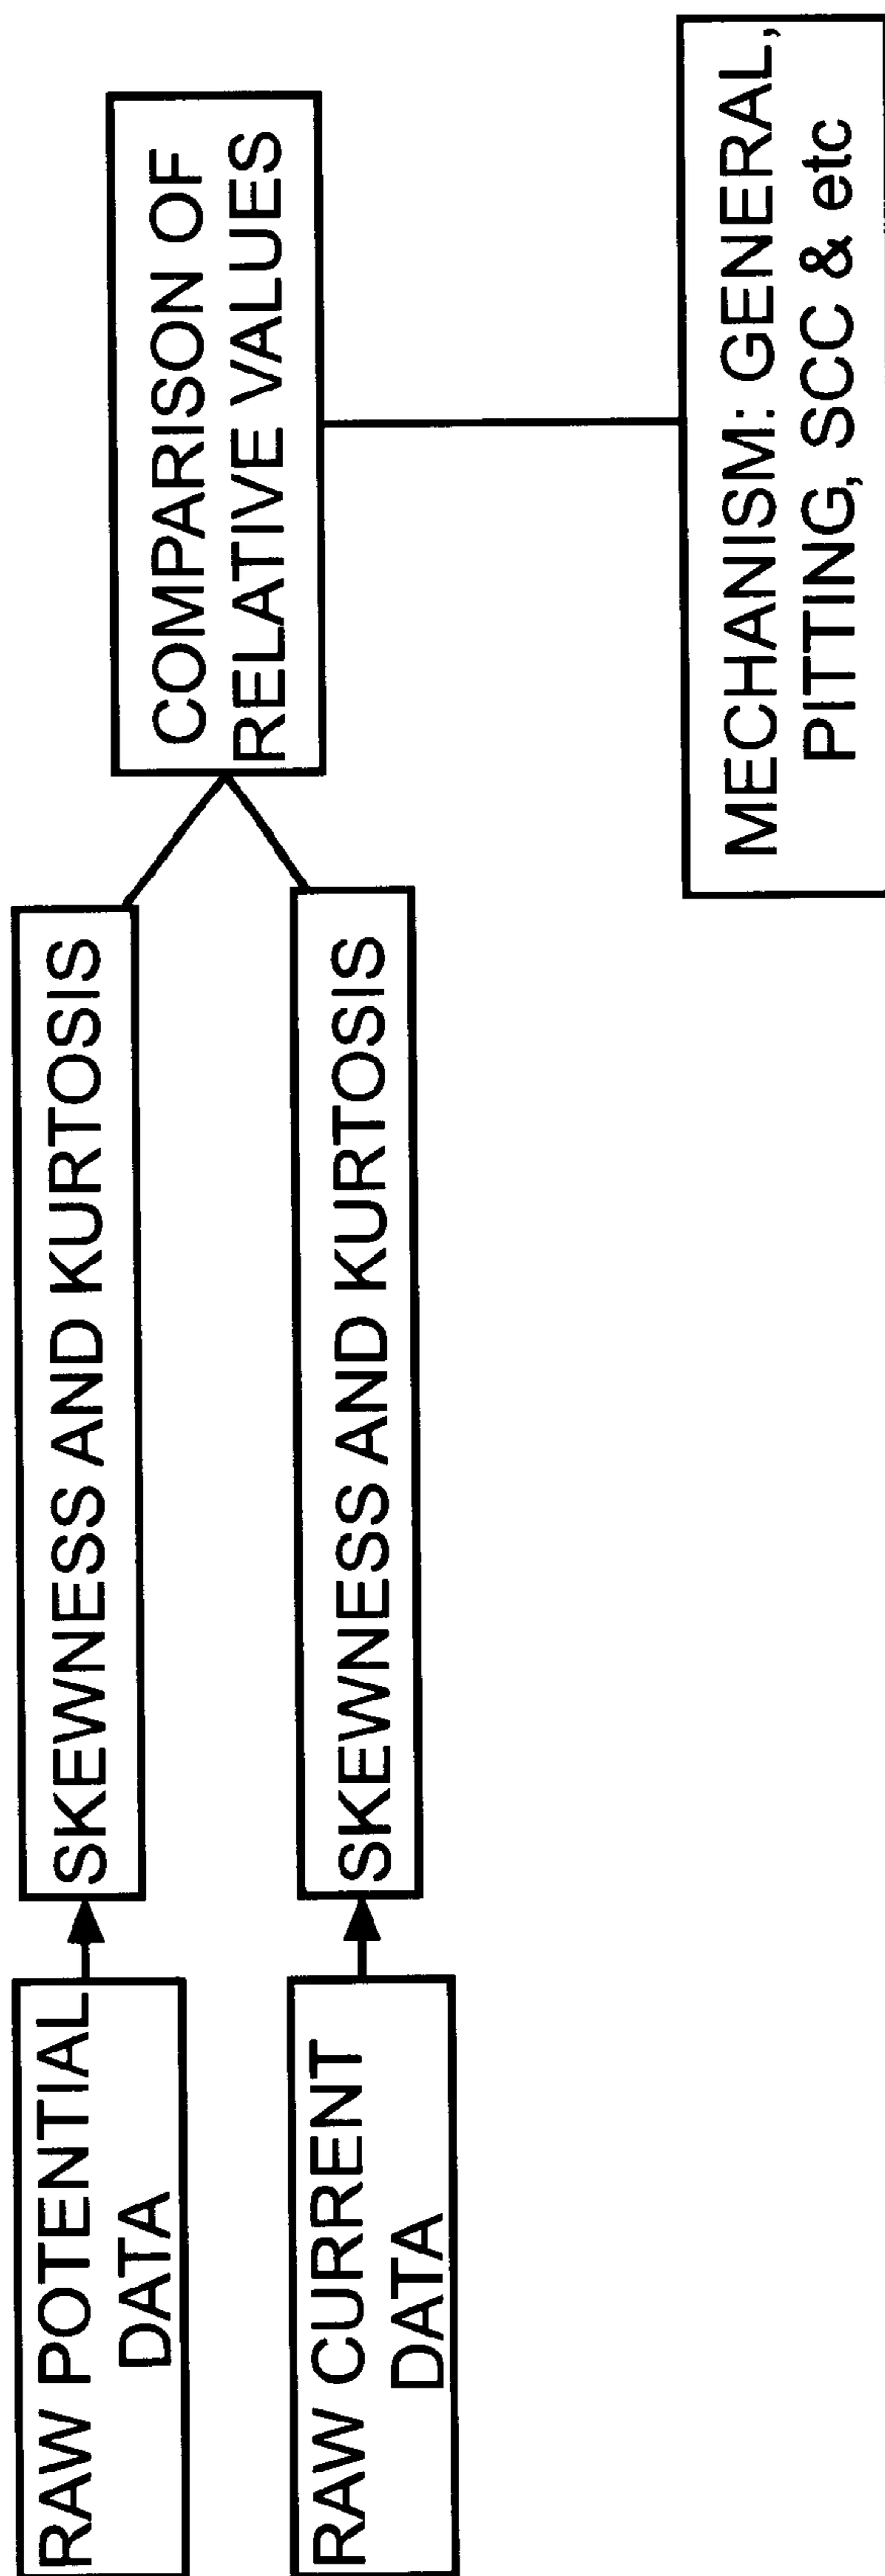 RAW POTENTIAL
DATA
SKEWNESS AND KURTOSIS
RAW CURRENT
DATA
SKEWNESS AND KURTOSIS
COMPARISON OF
RELATIVE VALUES
MECHANISM: GENERAL,
PITTING, SCC & etc